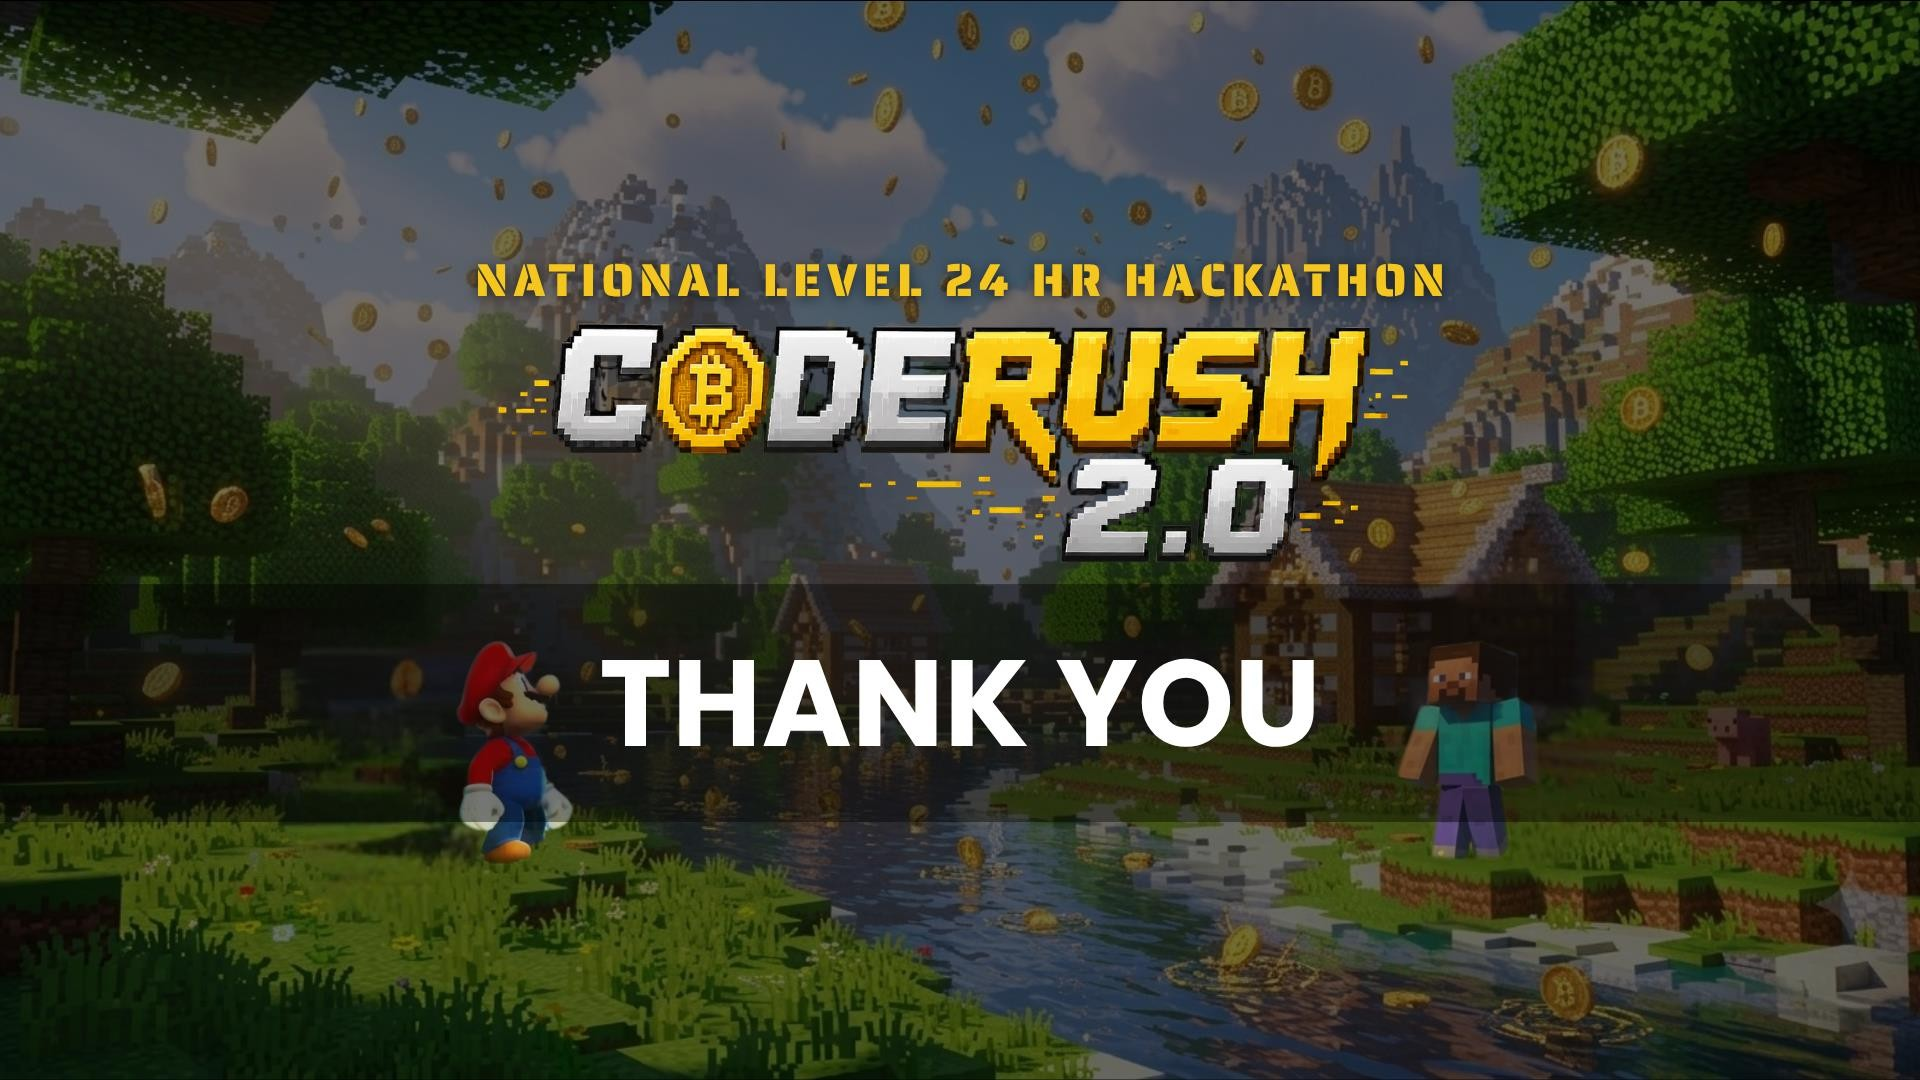 NATIONAL LEVEL 24 HR HACKATHON
CODERUSH
2.0
THANK YOU